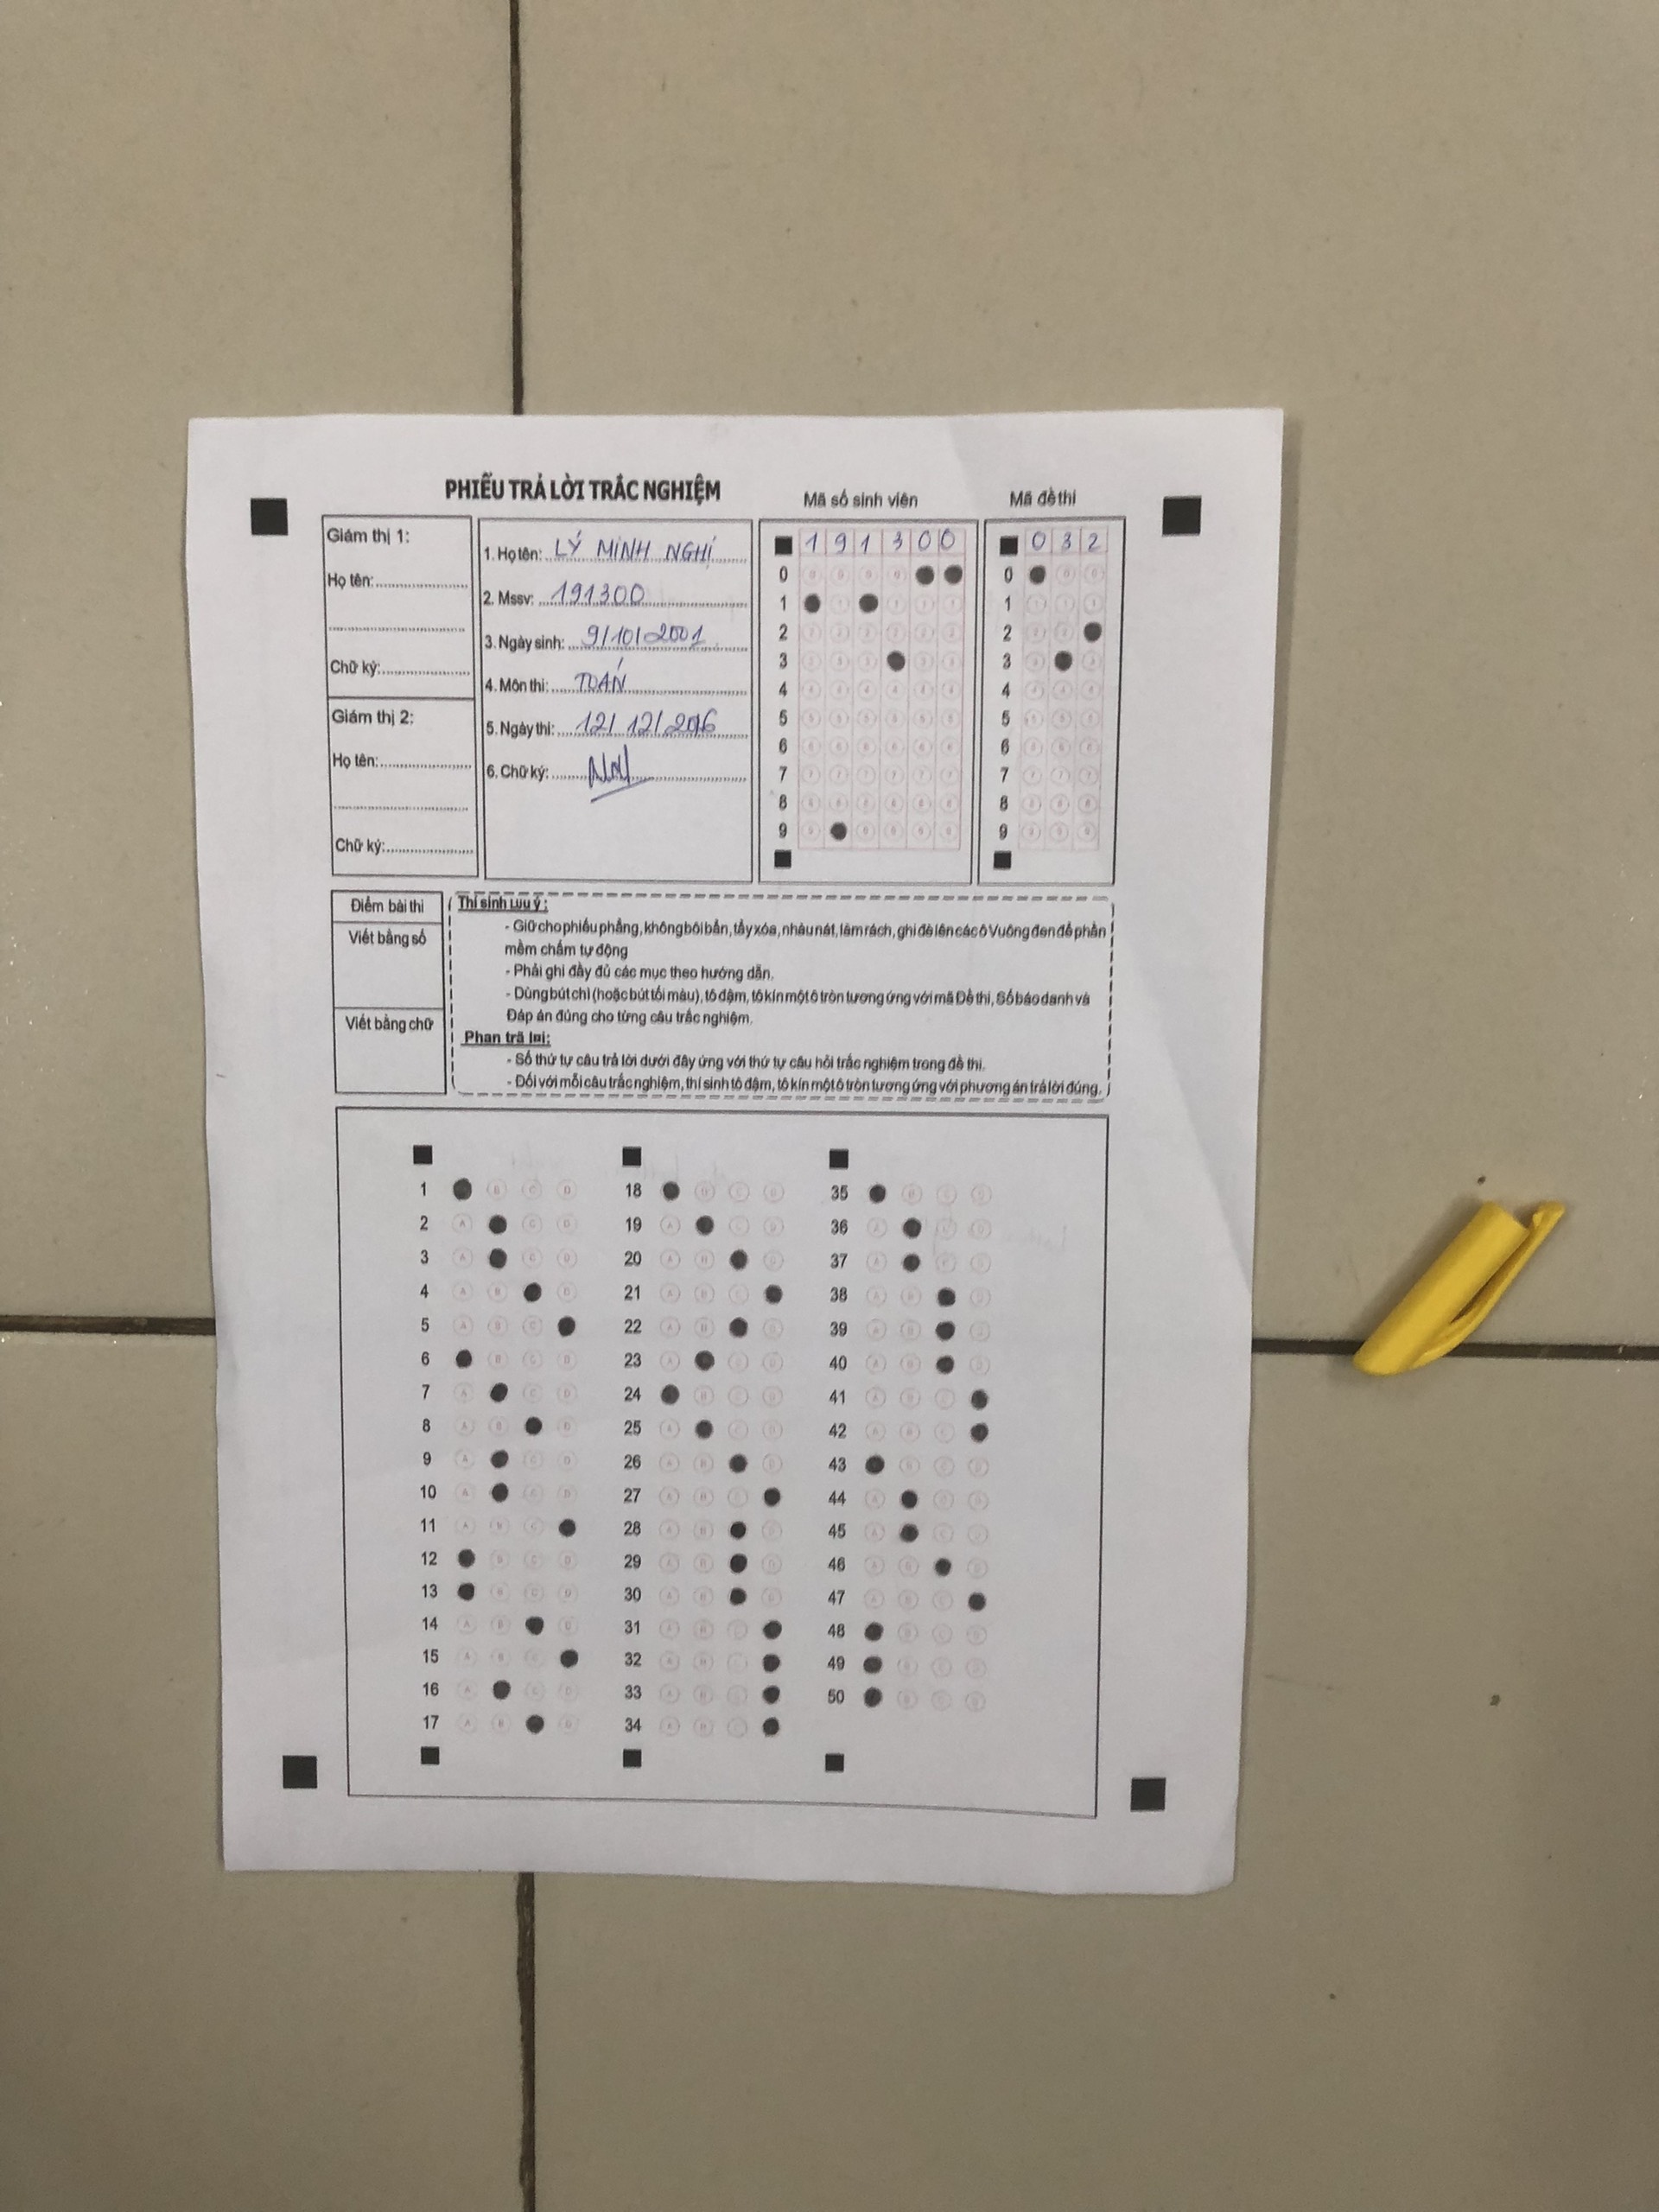 PHIẾU TRẢ LỜI TRẮC NGHIỆM
Mã số sinh viên
Mã đề thi
Giám thị 1:
Họ tên:
Chữ ký:
Giám thị 2:
Họ tên:
Chữ ký:
1. Họ tên: LÝ MINH NGHI
2. Mssv: 191300
3. Ngày sinh: 9/10/2001
4. Môn thi: TOÁN
5. Ngày thi: 12/12/2016
6. Chữ ký:
1 9 1 3 0 0
0
1
2
3
4
5
6
7
8
9
0 3 2
0
1
2
3
4
5
6
7
8
9
Điểm bài thi
Viết bằng số
Viết bằng chữ
Thí sinh lưu ý:
- Giữ cho phiếu phẳng, không bôi bẩn, tẩy xóa, nhàu nát, làm rách, ghi đè lên các ô Vuông đen để phần
mềm chấm tự động
- Phải ghi đầy đủ các mục theo hướng dẫn.
- Dùng bút chì (hoặc bút tối màu), tô đậm, tô kín một ô tròn tương ứng với mã Đề thi, Số báo danh và
Đáp án đúng cho từng câu trắc nghiệm.
Phan trã lơi:
- Số thứ tự câu trả lời dưới đây ứng với thứ tự câu hỏi trắc nghiệm trong đề thi.
- Đối với mỗi câu trắc nghiệm, thí sinh tô đậm, tô kín một ô tròn tương ứng với phương án trả lời đúng.
1 B C D
2 A C D
3 A C D
4 A B D
5 A B C
6 B C D
7 A C D
8 A B D
9 A C D
10 A C D
11 A B C
12 B C D
13 B C D
14 A B D
15 A B C
16 A C D
17 A B D
18 B C D
19 A C D
20 A B D
21 A B C
22 A B D
23 A C D
24 B C D
25 A C D
26 A B D
27 A B C
28 A B D
29 A B D
30 A B D
31 A B C
32 A B C
33 A B C
34 A B C
35 B C D
36 A C D
37 A C D
38 A B D
39 A B D
40 A B D
41 A B C
42 A B C
43 B C D
44 A C D
45 A C D
46 A B D
47 A B C
48 B C D
49 B C D
50 B C D